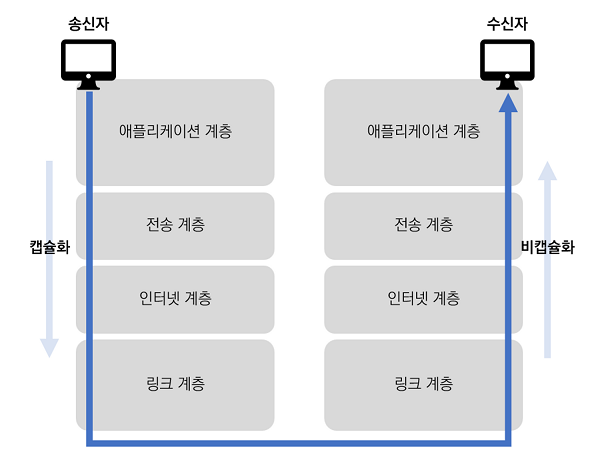 송신자
수신자
애플리케이션 계층
애플리케이션 계층
전송 계층
전송 계층
캡슐화
비캡슐화
인터넷 계층
인터넷 계층
링크 계층
링크 계층